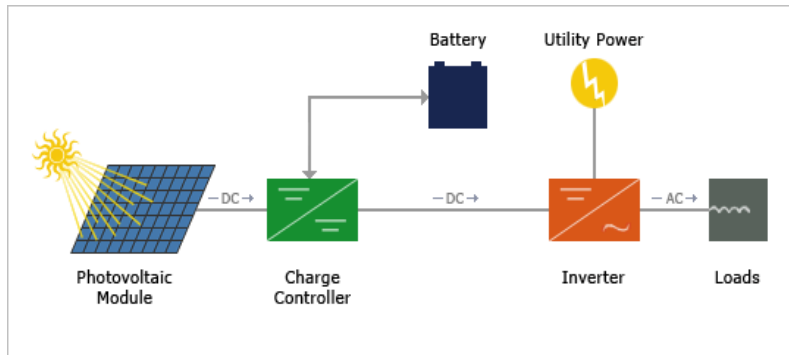 Battery
Utility Power
DC
DC
AC
Photovoltaic
Module
Charge
Controller
Inverter
Loads